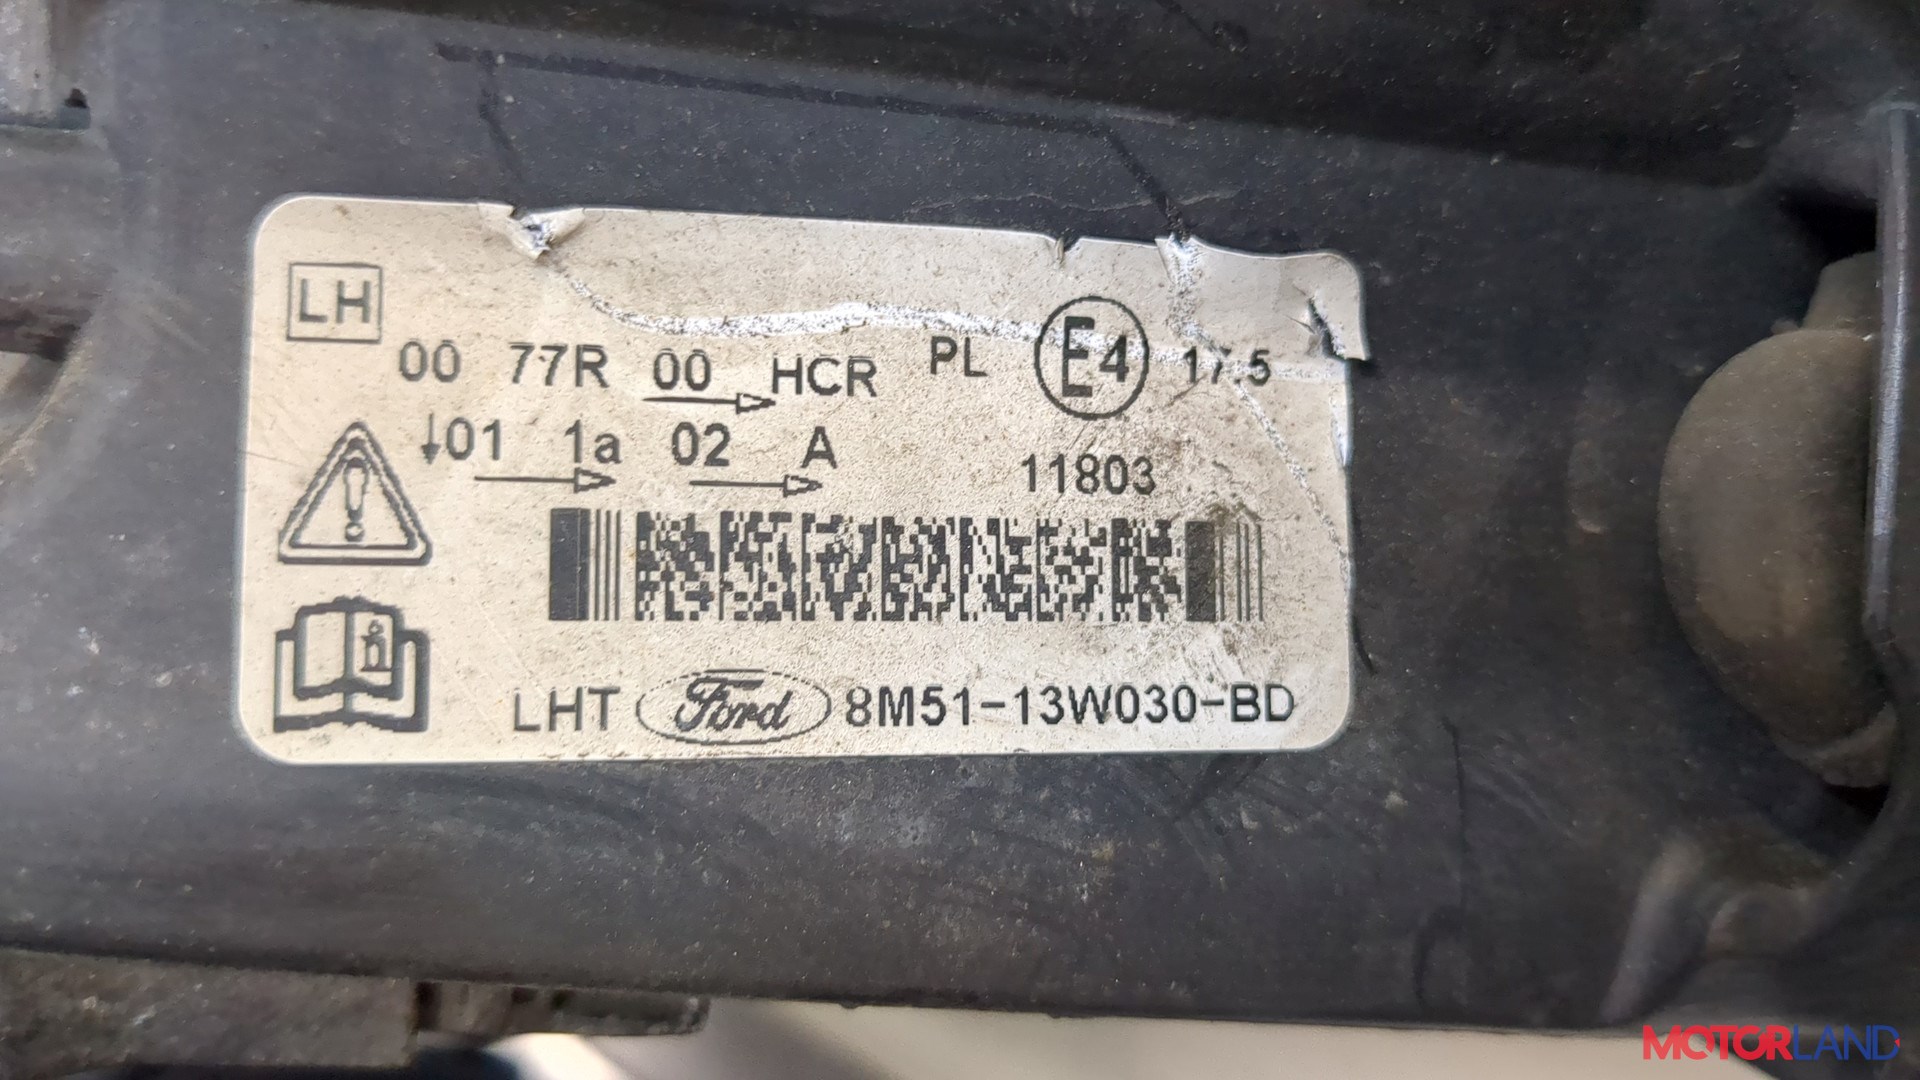 LH
00 77R 00 HCR PL E4 17.5
01 1a 02 A 11803
LHT Ford 8M51-13W030-BD
MOTORLAND